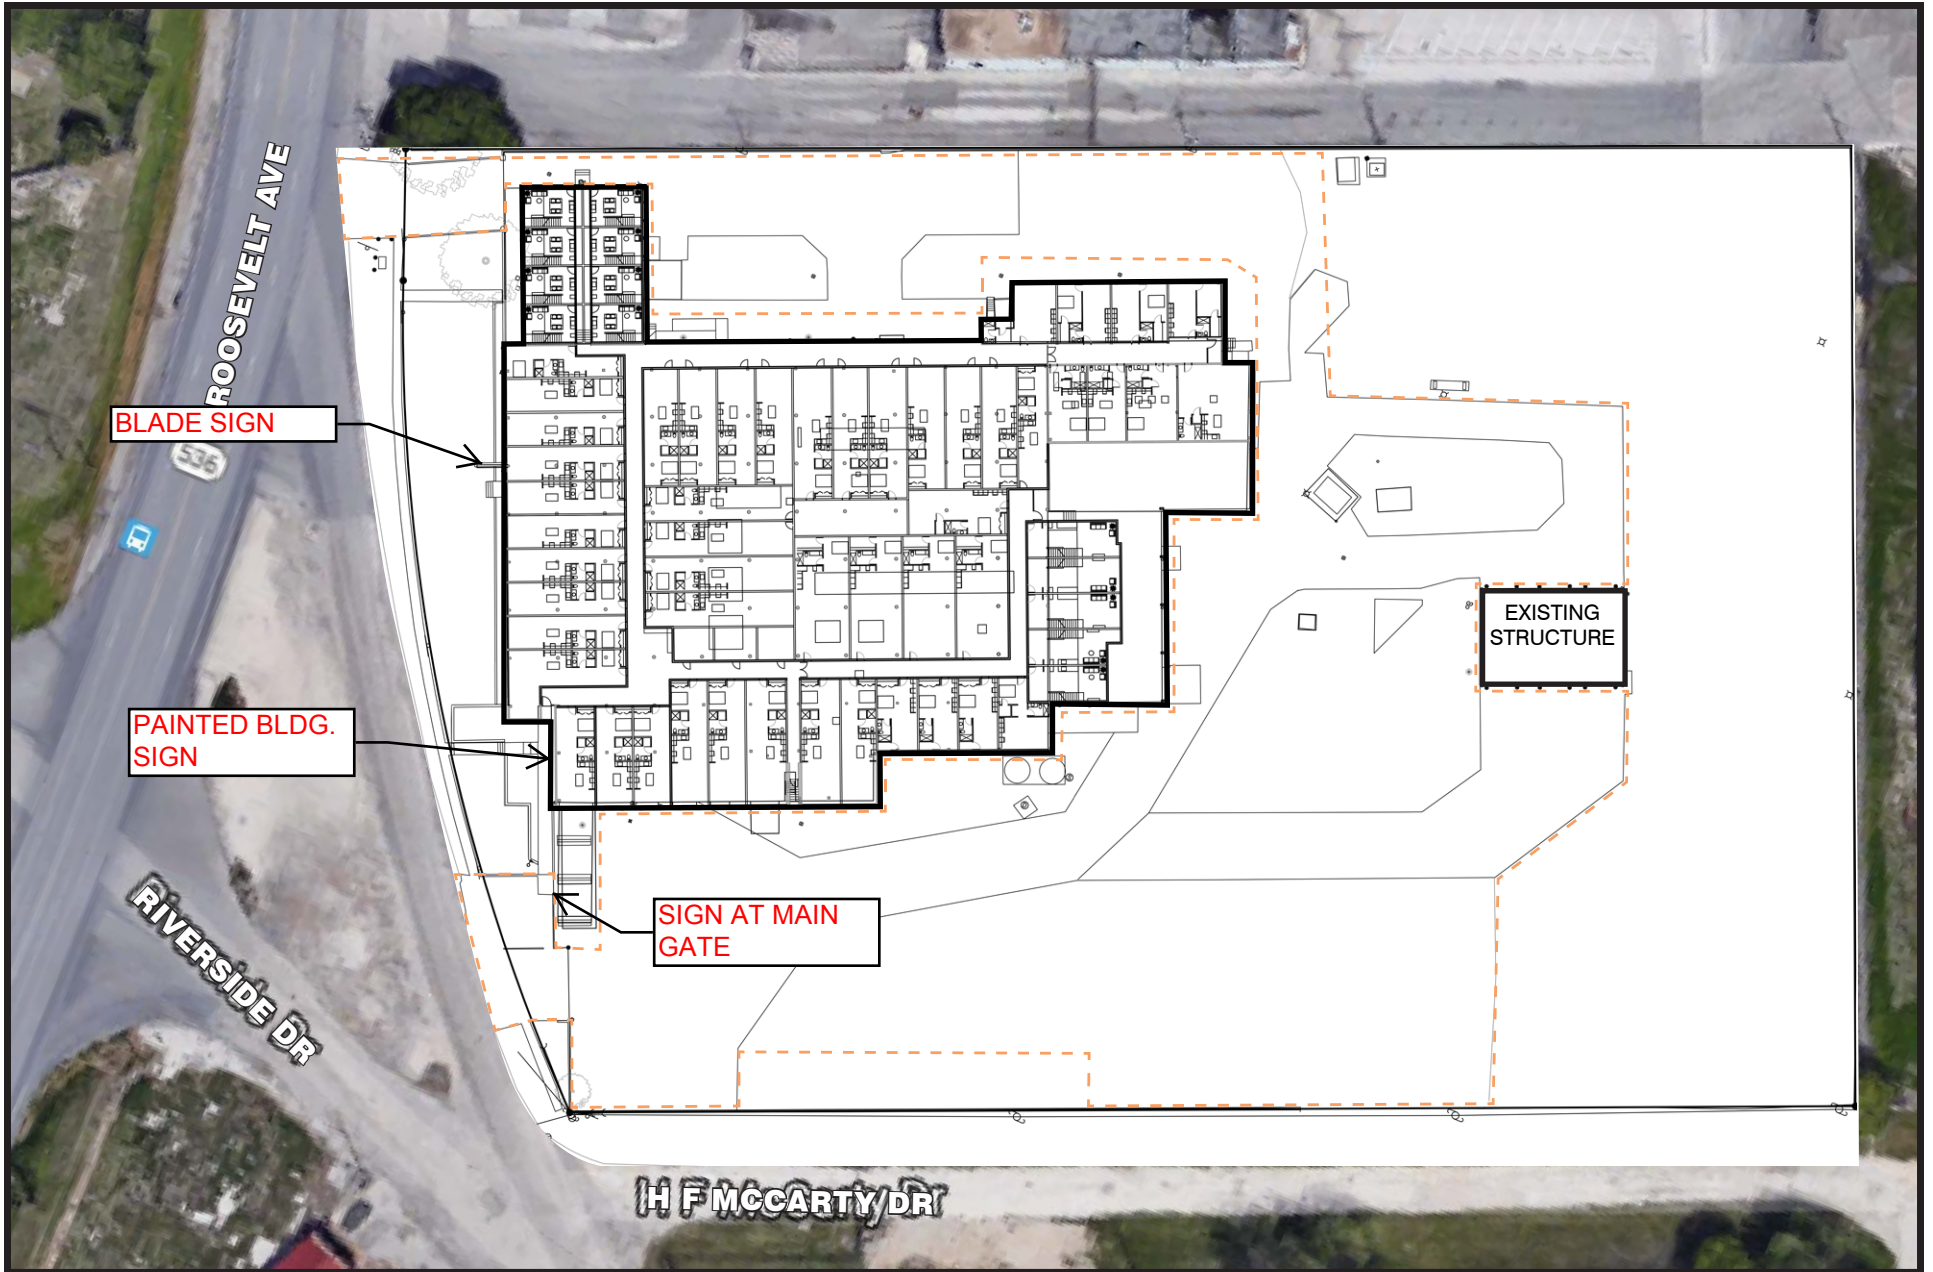 ROOSEVELT AVE
BLADE SIGN
536
EXISTING
STRUCTURE
PAINTED BLDG.
SIGN
RIVERSIDE DR
SIGN AT MAIN
GATE
H F MCCARTY DR